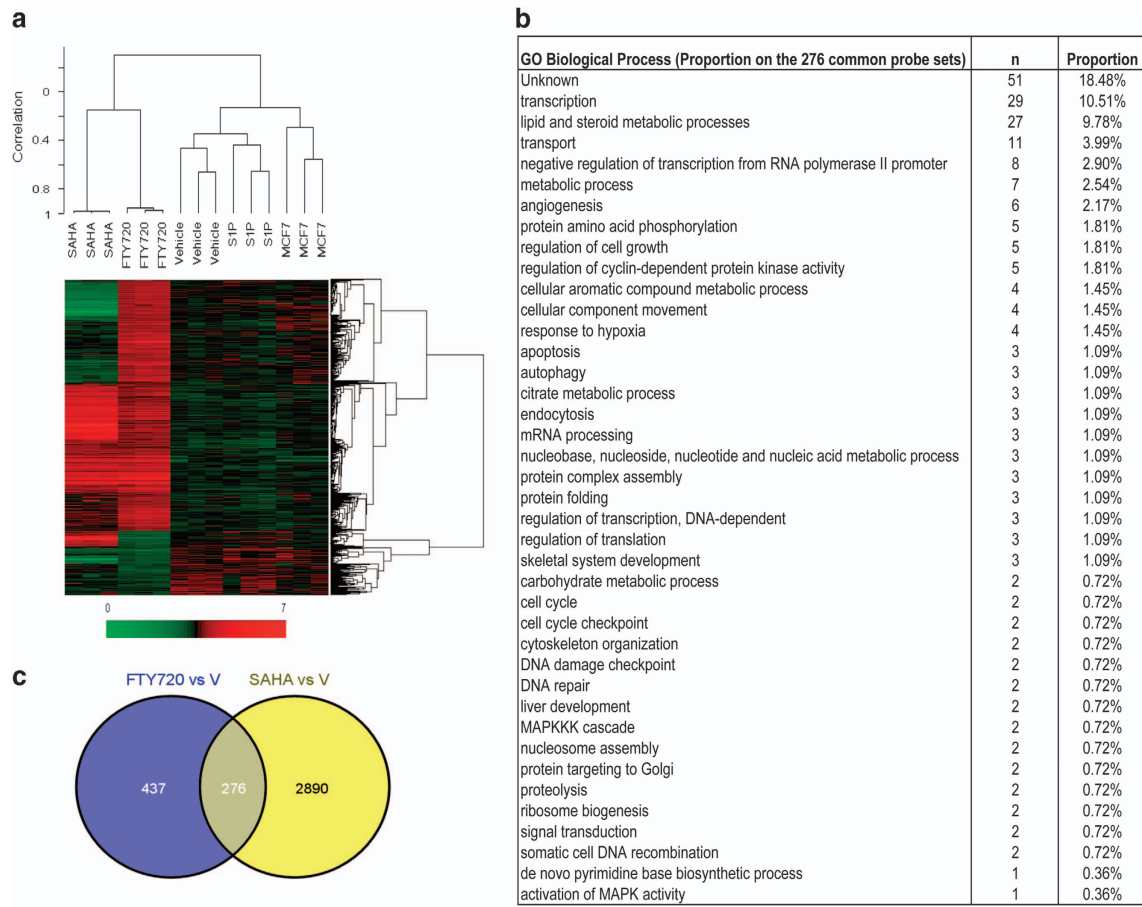 a
Correlation
0
0.4
0.8
1
SAHA
SAHA
SAHA
FTY720
FTY720
FTY720
Vehicle
Vehicle
Vehicle
S1P
S1P
S1P
MCF7
MCF7
MCF7
0 7
b
GO Biological Process (Proportion on the 276 common probe sets) n Proportion
Unknown 51 18.48%
transcription 29 10.51%
lipid and steroid metabolic processes 27 9.78%
transport 11 3.99%
negative regulation of transcription from RNA polymerase II promoter 8 2.90%
metabolic process 7 2.54%
angiogenesis 6 2.17%
protein amino acid phosphorylation 5 1.81%
regulation of cell growth 5 1.81%
regulation of cyclin-dependent protein kinase activity 5 1.81%
cellular aromatic compound metabolic process 4 1.45%
cellular component movement 4 1.45%
response to hypoxia 4 1.45%
apoptosis 3 1.09%
autophagy 3 1.09%
citrate metabolic process 3 1.09%
endocytosis 3 1.09%
mRNA processing 3 1.09%
nucleobase, nucleoside, nucleotide and nucleic acid metabolic process 3 1.09%
protein complex assembly 3 1.09%
protein folding 3 1.09%
regulation of transcription, DNA-dependent 3 1.09%
regulation of translation 3 1.09%
skeletal system development 3 1.09%
carbohydrate metabolic process 2 0.72%
cell cycle 2 0.72%
cell cycle checkpoint 2 0.72%
cytoskeleton organization 2 0.72%
DNA damage checkpoint 2 0.72%
DNA repair 2 0.72%
liver development 2 0.72%
MAPKKK cascade 2 0.72%
nucleosome assembly 2 0.72%
protein targeting to Golgi 2 0.72%
proteolysis 2 0.72%
ribosome biogenesis 2 0.72%
signal transduction 2 0.72%
somatic cell DNA recombination 2 0.72%
de novo pyrimidine base biosynthetic process 1 0.36%
activation of MAPK activity 1 0.36%
c
FTY720 vs V SAHA vs V
437 276 2890